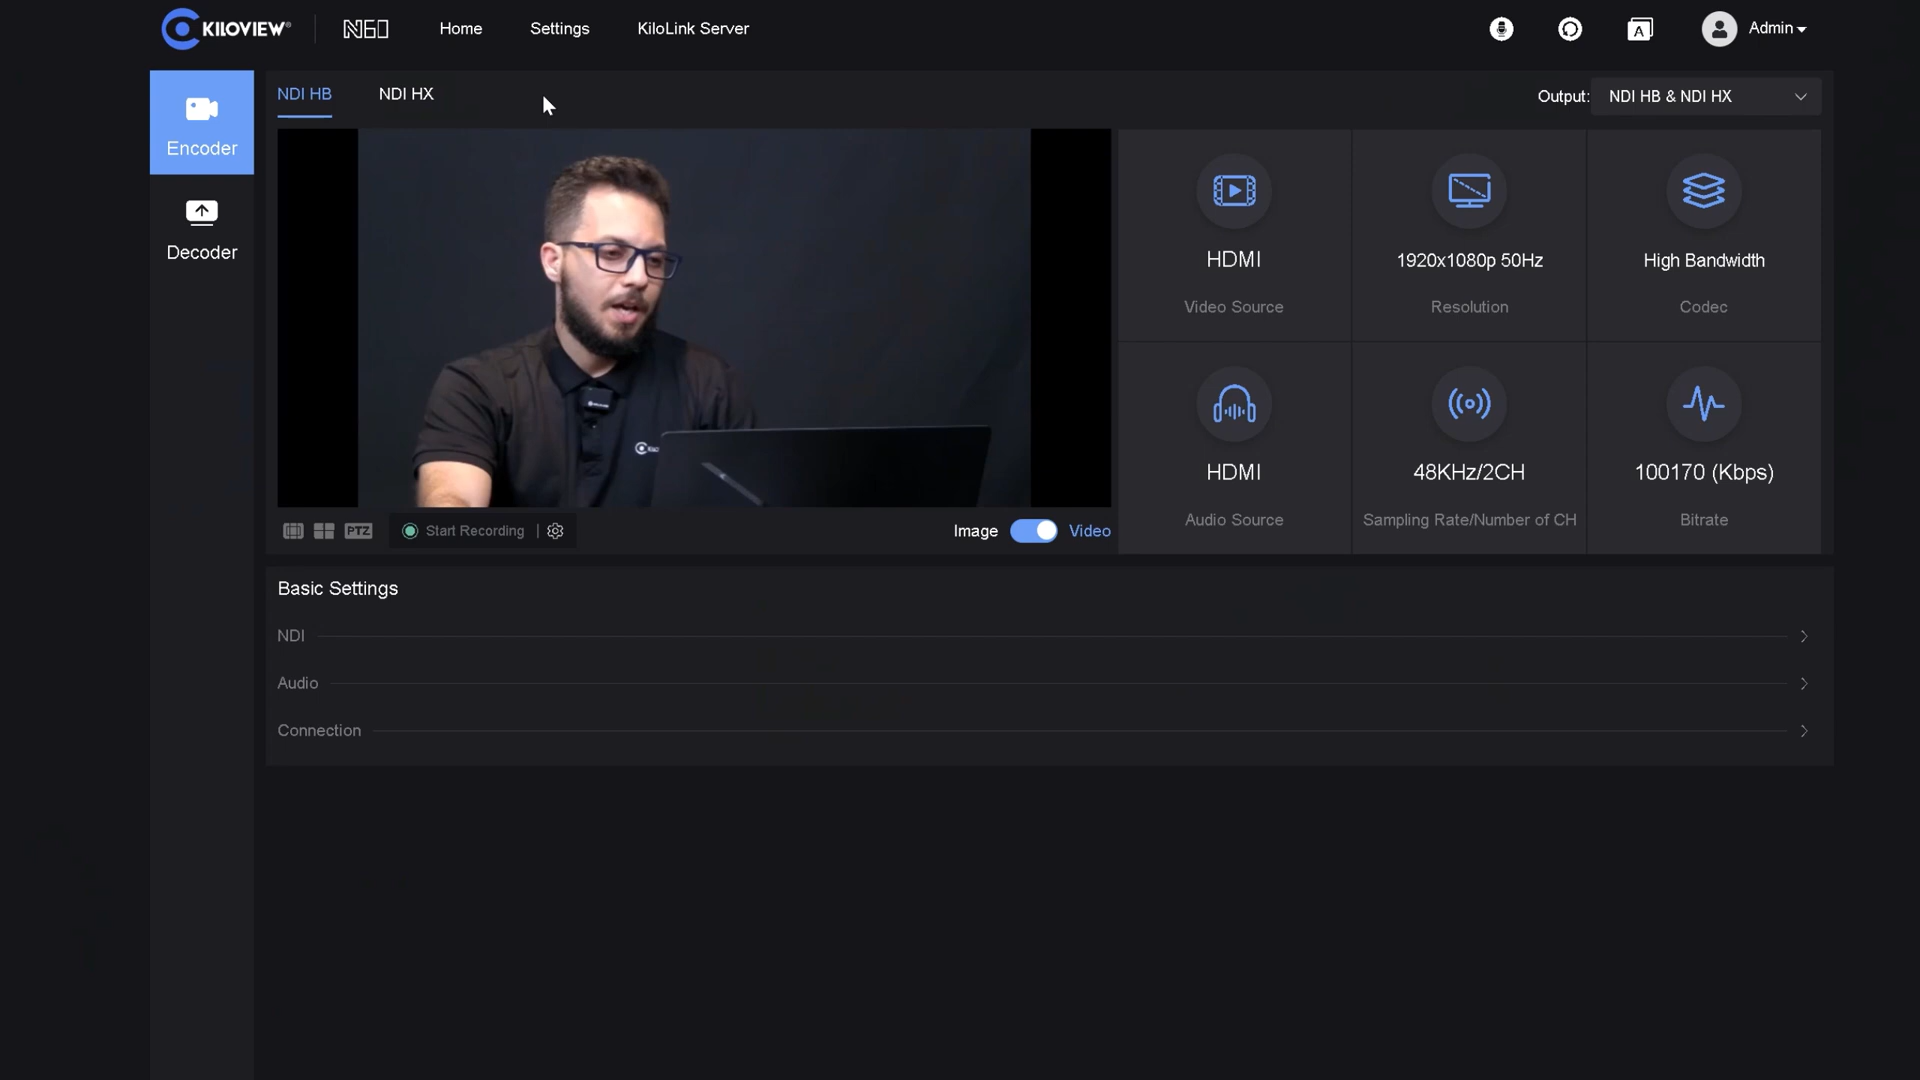 KILOVIEW®
N60
Home
Settings
KiloLink Server
A
Admin
Encoder
Decoder
NDI HB
NDI HX
Output:
NDI HB & NDI HX
HDMI
Video Source
1920x1080p 50Hz
Resolution
High Bandwidth
Codec
HDMI
Audio Source
48KHz/2CH
Sampling Rate/Number of CH
100170 (Kbps)
Bitrate
PTZ
Start Recording
Image
Video
Basic Settings
NDI
Audio
Connection